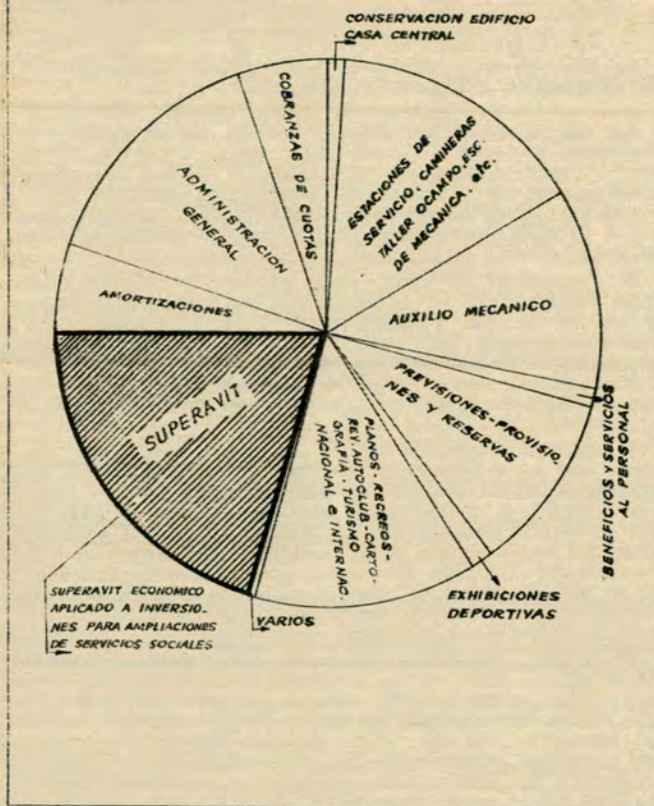 CONSERVACION EDIFICIO
CASA CENTRAL
COBRANZAS DE CUOTAS
ESTACIONES DE
SERVICIO, CAMINERAS
TALLER OCAMPO, ESC.
DE MECANICA. etc.
ADMINISTRACION
GENERAL
AMORTIZACIONES
AUXILIO MECANICO
SUPERAVIT
PREVISIONES-PROVISIO
NES Y RESERVAS
BENEFICIOS Y SERVICIOS
AL PERSONAL
PLANOS - RECREOS -
REV. AUTOCLUB - CARTO-
GRAFIA - TURISMO
NACIONAL e INTERNAC.
EXHIBICIONES
DEPORTIVAS
VARIOS
SUPERAVIT ECONOMICO
APLICADO A INVERSIO_
NES PARA AMPLIACIONES
DE SERVICIOS SOCIALES